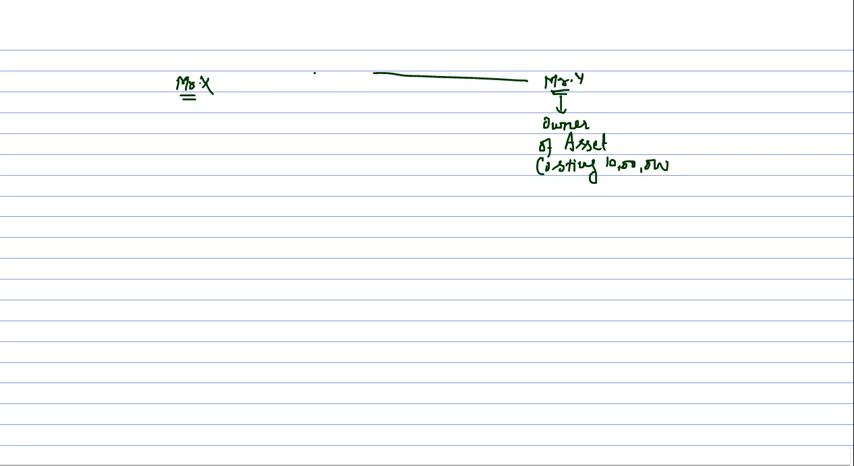 Mr. X Mr. Y
Owner
of Asset
Costing 10,00,000